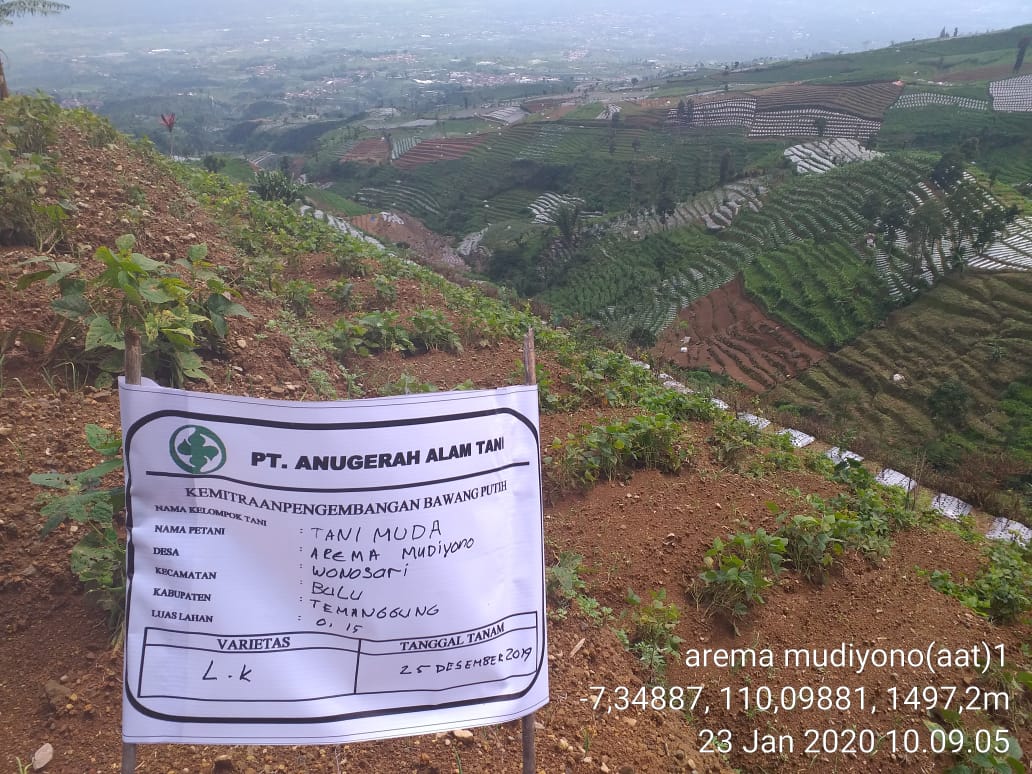 PT. ANUGERAH ALAM TANI
KEMITRAANPENGEMBANGAN BAWANG PUTIH
NAMA KELOMPOK TANI : TANI MUDA
NAMA PETANI : AREMA MUDIYONO
DESA : WONOSARI
KECAMATAN : BULU
KABUPATEN : TEMANGGUNG
LUAS LAHAN : 0,15
VARIETAS TANGGAL TANAM
L.K 25 DESEMBER 2019
arema mudiyono(aat)1
-7,34887, 110,09881, 1497,2m
23 Jan 2020 10.09.05